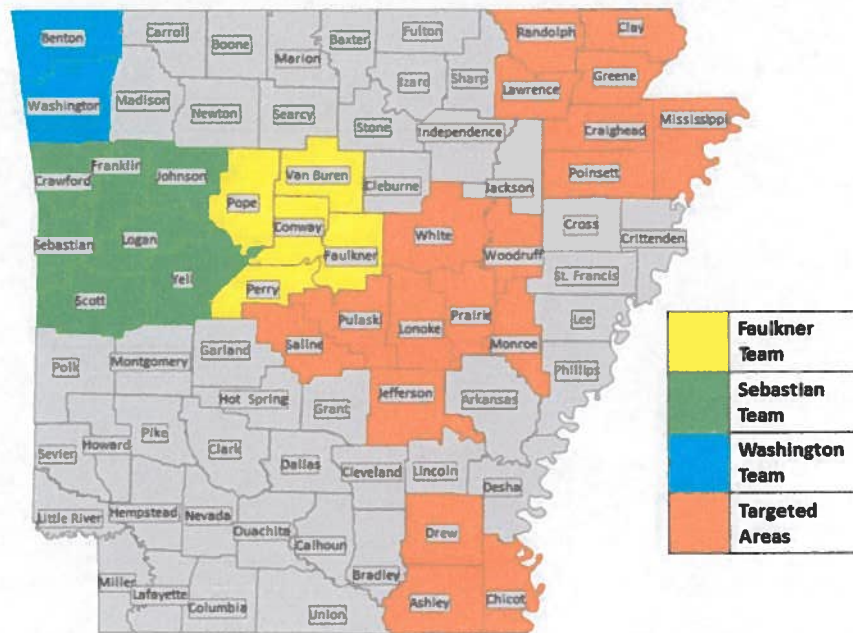 Benton
Carroll
Boone
Marion
Baxter
Fulton
Randolph
Clay
Izard
Sharp
Greene
Lawrence
Washington
Madison
Newton
Searcy
Stone
Independence
Craighead
Mississippi
Franklin
Crawford
Johnson
Van Buren
Cleburne
Jackson
Poinsett
Pope
Conway
White
Cross
Crittenden
Sebastian
Logan
Faulkner
Woodruff
St. Francis
Yell
Scott
Perry
Pulaski
Lonoke
Prairie
Lee
Saline
Monroe
Polk
Montgomery
Garland
Phillips
Hot Spring
Grant
Jefferson
Arkansas
Sevier
Howard
Pike
Clark
Dallas
Cleveland
Lincoln
Desha
Little River
Hempstead
Nevada
Ouachita
Calhoun
Drew
Miller
Lafayette
Columbia
Union
Bradley
Ashley
Chicot
Faulkner
Team
Sebastian
Team
Washington
Team
Targeted
Areas